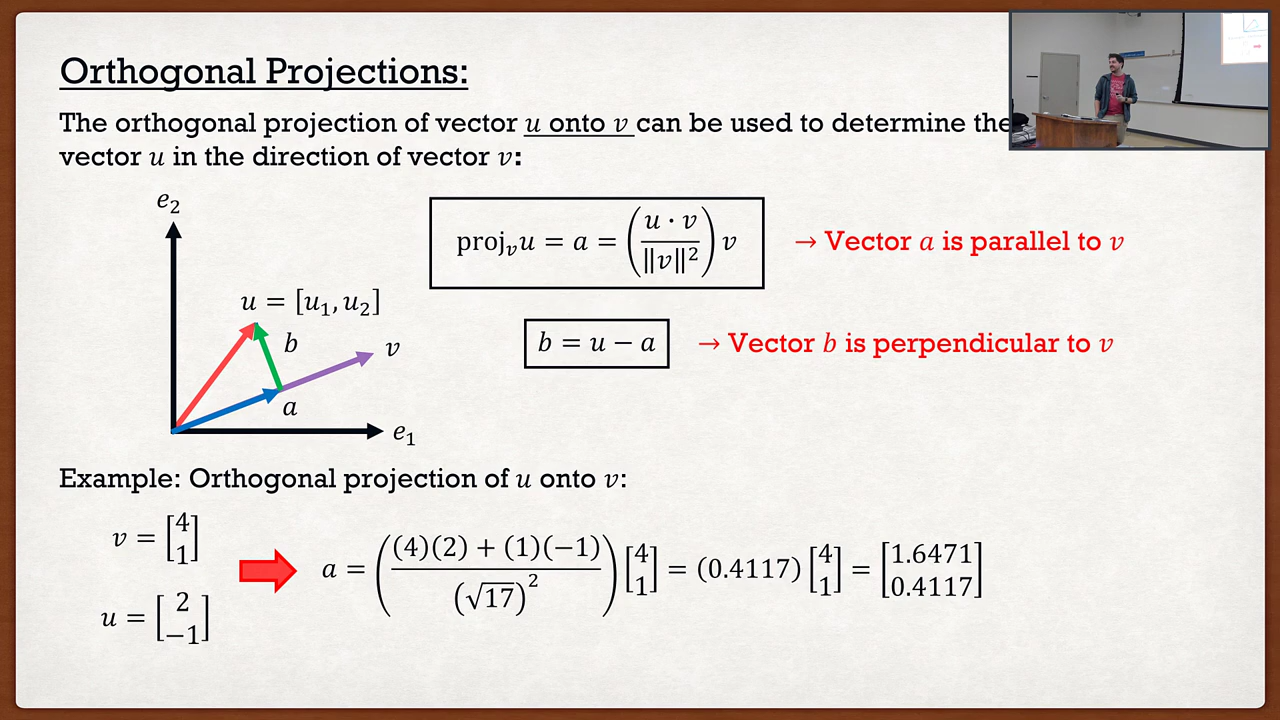 Orthogonal Projections:
The orthogonal projection of vector u onto v can be used to determine the
vector u in the direction of vector v:
e₂
proj_v u = a = (u · v / ‖v‖²) v
→ Vector a is parallel to v
u = [u₁, u₂]
b
v
b = u − a
→ Vector b is perpendicular to v
a
e₁
Example: Orthogonal projection of u onto v:
v = [4 1]
a = ((4)(2) + (1)(−1) / (√17)²) [4 1] = (0.4117) [4 1] = [1.6471 0.4117]
u = [2 −1]